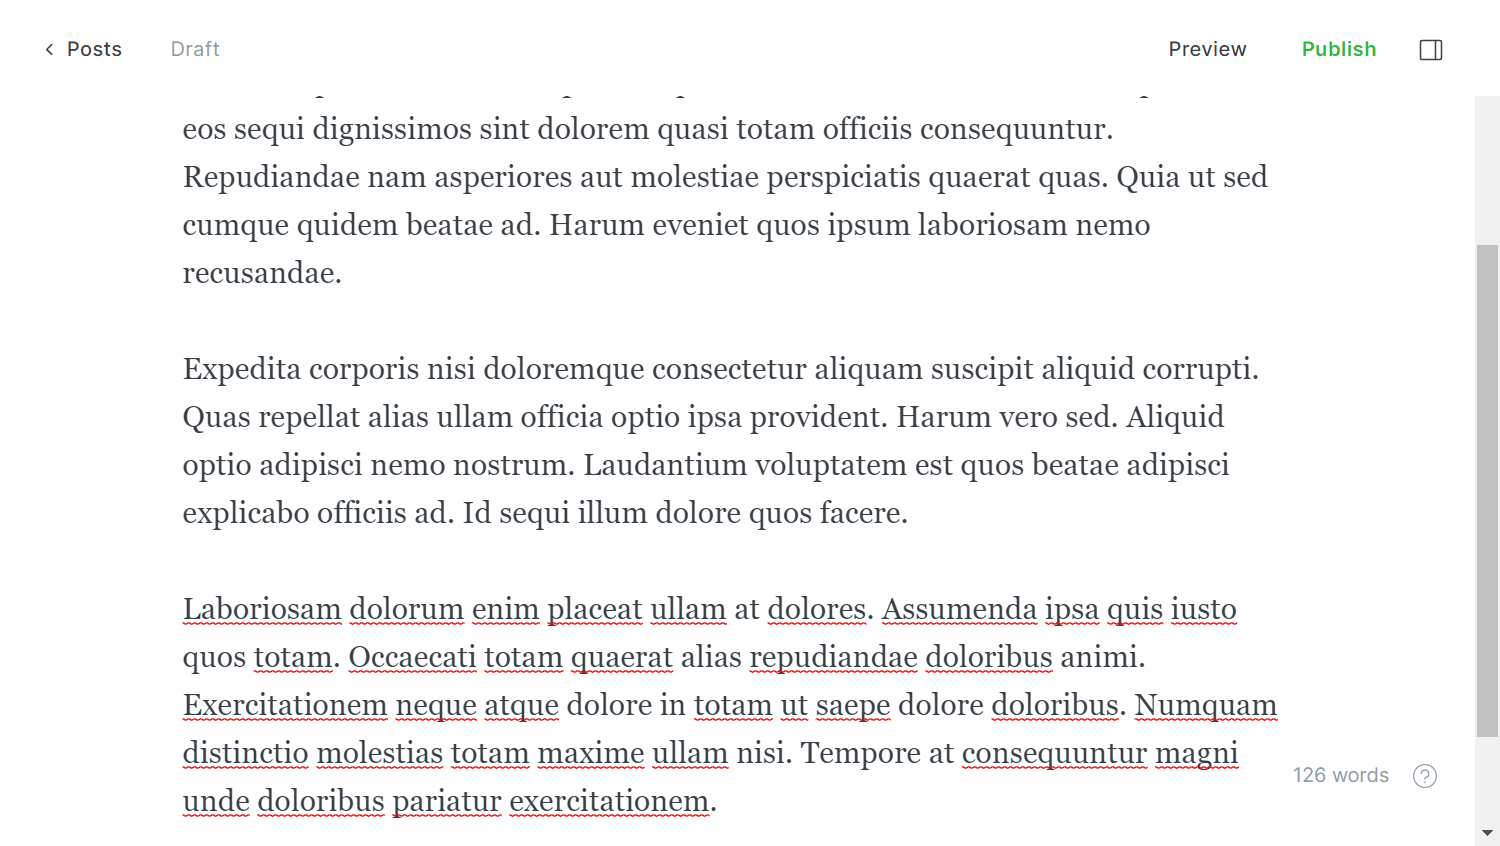 Posts
Draft
Preview
Publish
eos sequi dignissimos sint dolorem quasi totam officiis consequuntur.
Repudiandae nam asperiores aut molestiae perspiciatis quaerat quas. Quia ut sed
cumque quidem beatae ad. Harum eveniet quos ipsum laboriosam nemo
recusandae.
Expedita corporis nisi doloremque consectetur aliquam suscipit aliquid corrupti.
Quas repellat alias ullam officia optio ipsa provident. Harum vero sed. Aliquid
optio adipisci nemo nostrum. Laudantium voluptatem est quos beatae adipisci
explicabo officiis ad. Id sequi illum dolore quos facere.
Laboriosam dolorum enim placeat ullam at dolores. Assumenda ipsa quis iusto
quos totam. Occaecati totam quaerat alias repudiandae doloribus animi.
Exercitationem neque atque dolore in totam ut saepe dolore doloribus. Numquam
distinctio molestias totam maxime ullam nisi. Tempore at consequuntur magni
unde doloribus pariatur exercitationem.
126 words